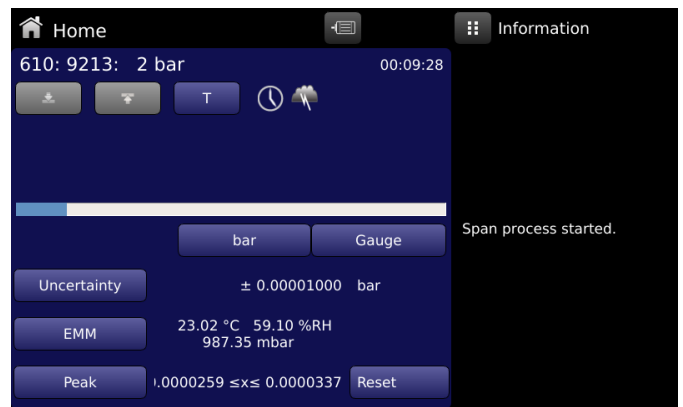 Home
Information
610: 9213: 2 bar
00:09:28
T
Span process started.
bar
Gauge
Uncertainty
± 0.00001000 bar
EMM
23.02 °C 59.10 %RH
987.35 mbar
Peak
.0000259 ≤x≤ 0.0000337
Reset